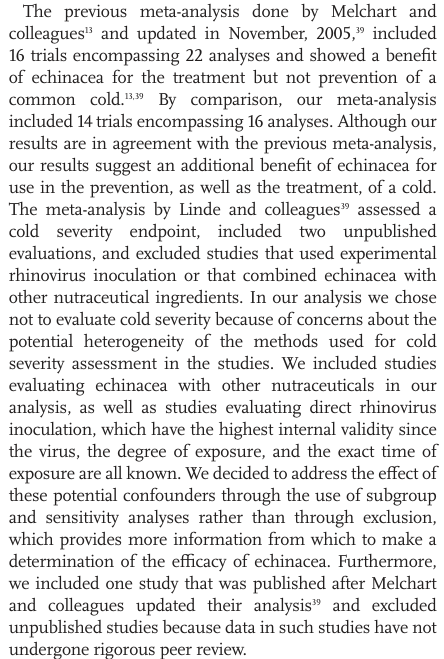 The previous meta-analysis done by Melchart and
colleagues¹³ and updated in November, 2005,³⁹ included
16 trials encompassing 22 analyses and showed a benefit
of echinacea for the treatment but not prevention of a
common cold.¹³,³⁹ By comparison, our meta-analysis
included 14 trials encompassing 16 analyses. Although our
results are in agreement with the previous meta-analysis,
our results suggest an additional benefit of echinacea for
use in the prevention, as well as the treatment, of a cold.
The meta-analysis by Linde and colleagues³⁹ assessed a
cold severity endpoint, included two unpublished
evaluations, and excluded studies that used experimental
rhinovirus inoculation or that combined echinacea with
other nutraceutical ingredients. In our analysis we chose
not to evaluate cold severity because of concerns about the
potential heterogeneity of the methods used for cold
severity assessment in the studies. We included studies
evaluating echinacea with other nutraceuticals in our
analysis, as well as studies evaluating direct rhinovirus
inoculation, which have the highest internal validity since
the virus, the degree of exposure, and the exact time of
exposure are all known. We decided to address the effect of
these potential confounders through the use of subgroup
and sensitivity analyses rather than through exclusion,
which provides more information from which to make a
determination of the efficacy of echinacea. Furthermore,
we included one study that was published after Melchart
and colleagues updated their analysis³⁹ and excluded
unpublished studies because data in such studies have not
undergone rigorous peer review.